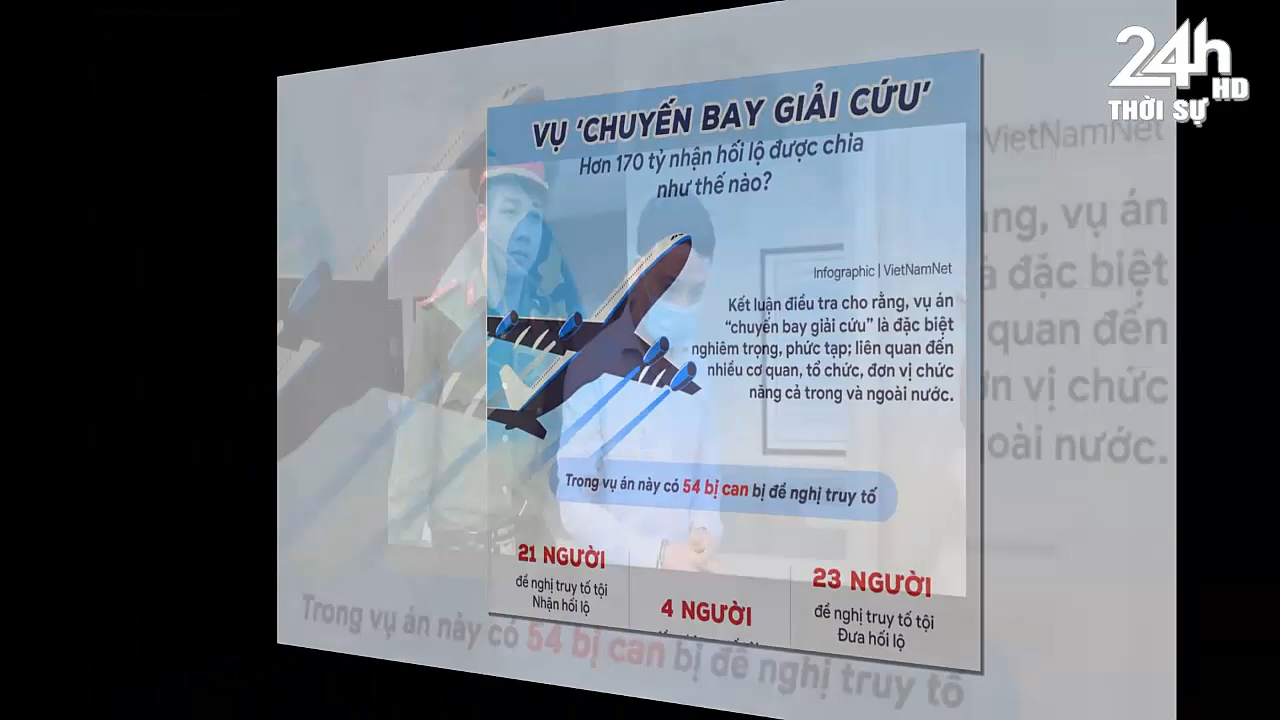 24h
HD
THỜI SỰ
VỤ ‘CHUYẾN BAY GIẢI CỨU’
Hơn 170 tỷ nhận hối lộ được chia
như thế nào?
Infographic | VietNamNet
Kết luận điều tra cho rằng, vụ án
“chuyến bay giải cứu” là đặc biệt
nghiêm trọng, phức tạp; liên quan đến
nhiều cơ quan, tổ chức, đơn vị chức
năng cả trong và ngoài nước.
Trong vụ án này có 54 bị can bị đề nghị truy tố
21 NGƯỜI
đề nghị truy tố tội
Nhận hối lộ
4 NGƯỜI
23 NGƯỜI
đề nghị truy tố tội
Đưa hối lộ
VietNamNet
vụ án
đặc biệt
quan đến
vị chức
nước.
Trong vụ án này có 54 bị can bị đề nghị truy tố